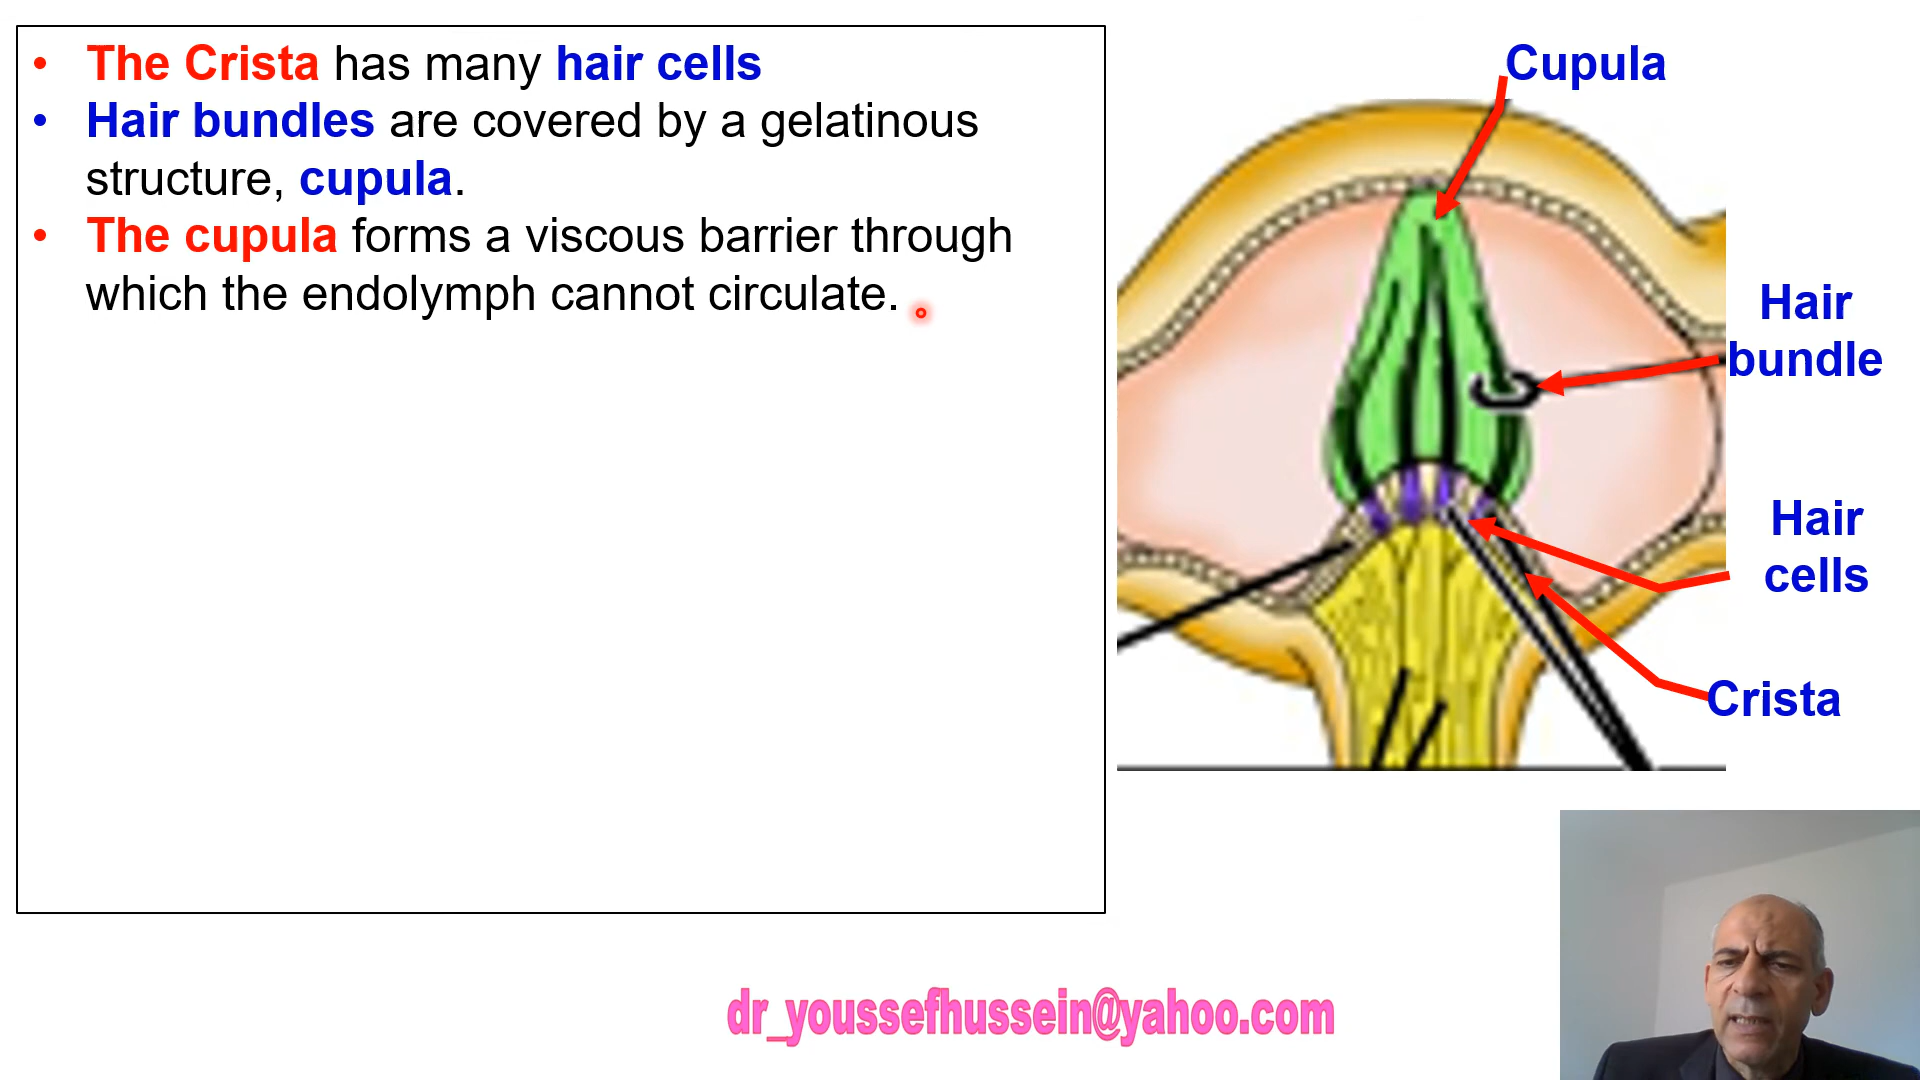 • The Crista has many hair cells
• Hair bundles are covered by a gelatinous
structure, cupula.
• The cupula forms a viscous barrier through
which the endolymph cannot circulate.
Cupula
Hair
bundle
Hair
cells
Crista
dr_youssefhussein@yahoo.com